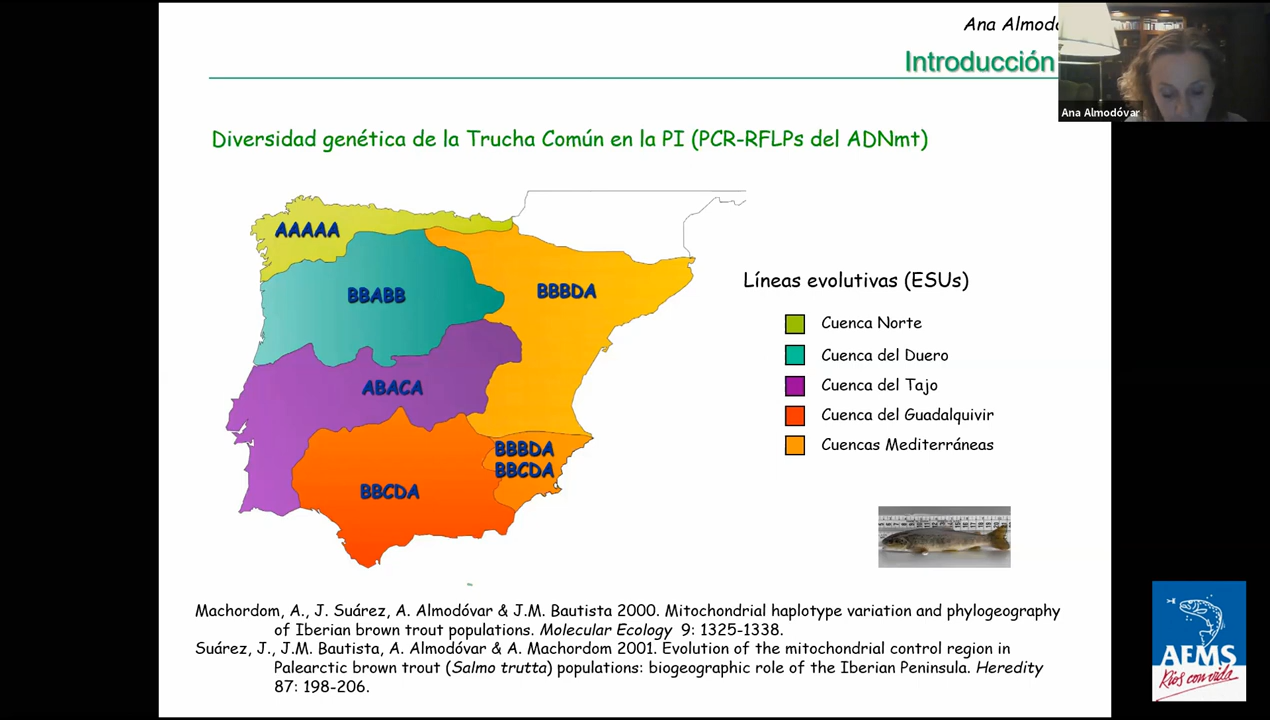 Ana Almod
Introducción
Ana Almodóvar
Diversidad genética de la Trucha Común en la PI (PCR-RFLPs del ADNmt)
AAAAA
BBABB
BBBDA
ABACA
BBBDA
BBCDA
BBCDA
Líneas evolutivas (ESUs)
Cuenca Norte
Cuenca del Duero
Cuenca del Tajo
Cuenca del Guadalquivir
Cuencas Mediterráneas
Machordom, A., J. Suárez, A. Almodóvar & J.M. Bautista 2000. Mitochondrial haplotype variation and phylogeography
of Iberian brown trout populations. Molecular Ecology 9: 1325-1338.
Suárez, J., J.M. Bautista, A. Almodóvar & A. Machordom 2001. Evolution of the mitochondrial control region in
Palearctic brown trout (Salmo trutta) populations: biogeographic role of the Iberian Peninsula. Heredity
87: 198-206.
AEMS
Ríos con vida